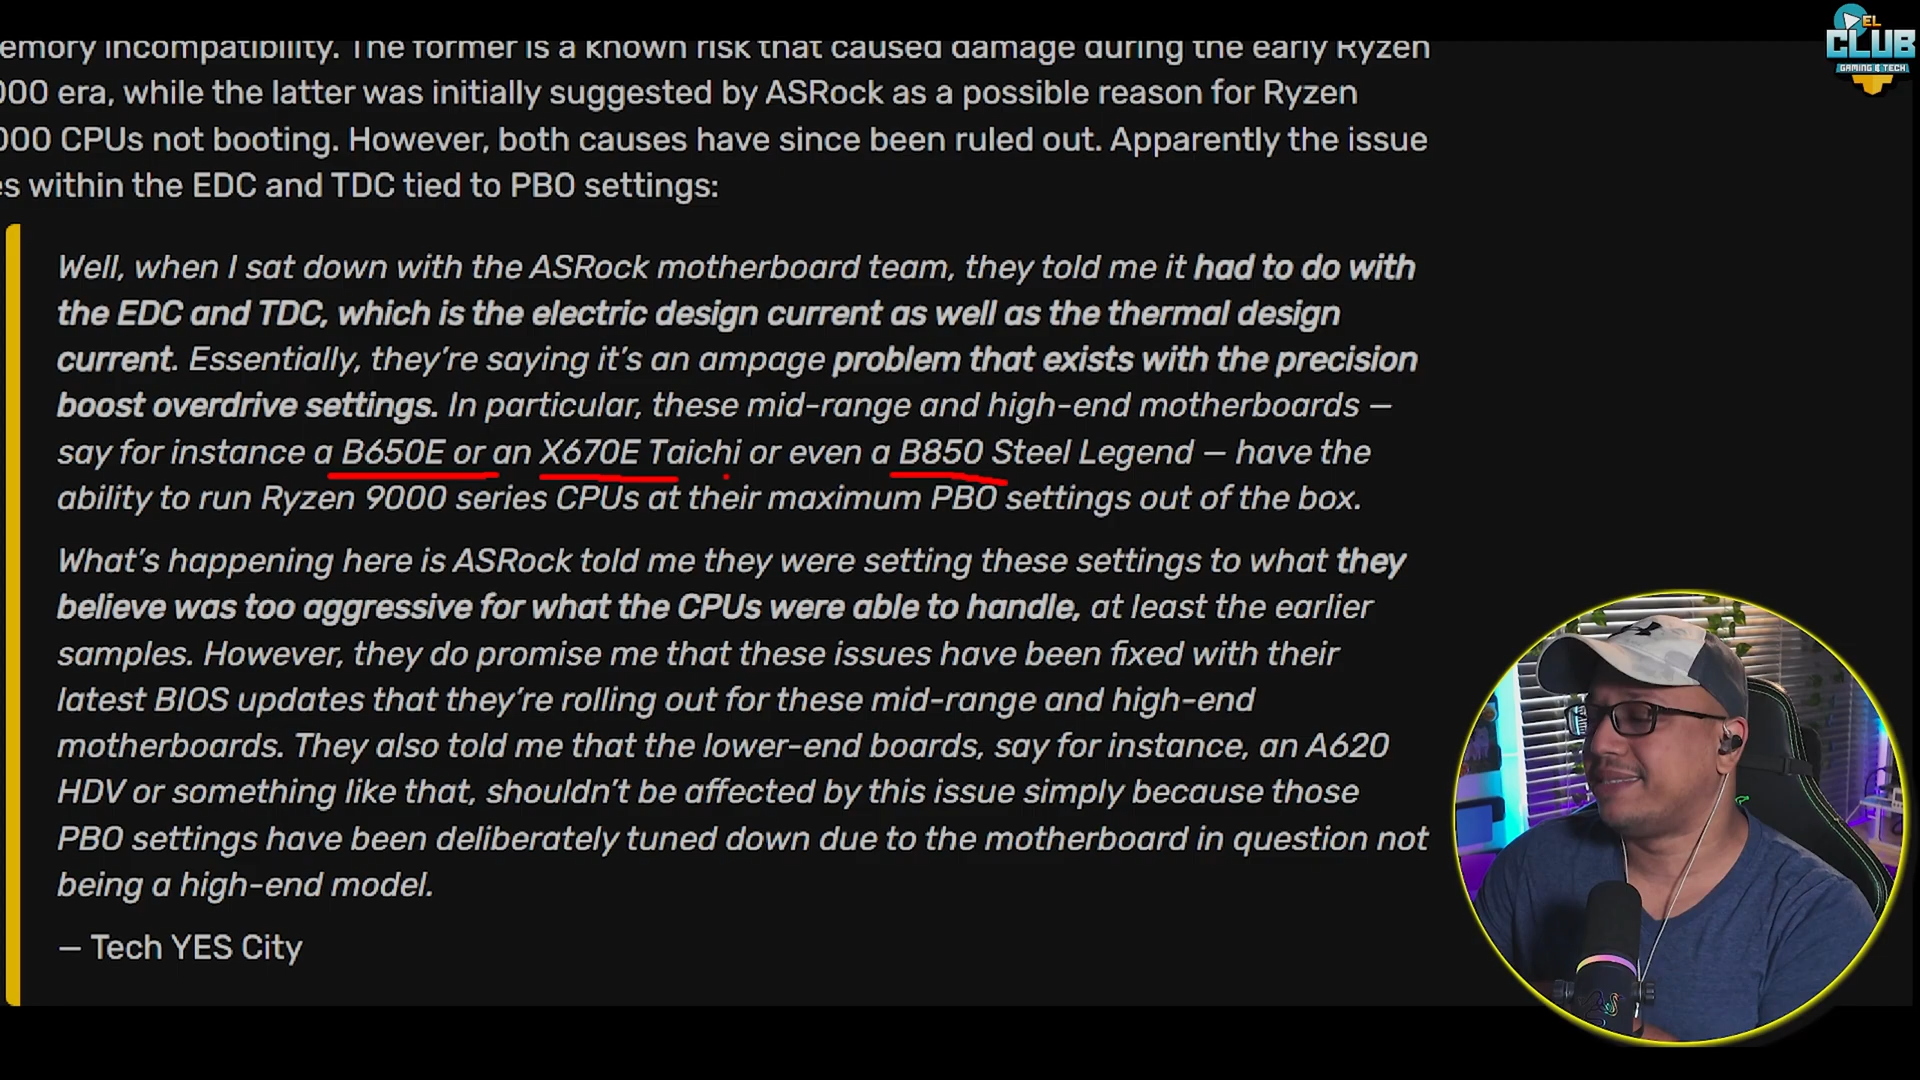 EL
CLUB
GAMING & TECH
emory incompatibility. The former is a known risk that caused damage during the early Ryzen
000 era, while the latter was initially suggested by ASRock as a possible reason for Ryzen
000 CPUs not booting. However, both causes have since been ruled out. Apparently the issue
es within the EDC and TDC tied to PBO settings:
Well, when I sat down with the ASRock motherboard team, they told me it had to do with
the EDC and TDC, which is the electric design current as well as the thermal design
current. Essentially, they're saying it's an ampage problem that exists with the precision
boost overdrive settings. In particular, these mid-range and high-end motherboards —
say for instance a B650E or an X670E Taichi or even a B850 Steel Legend — have the
ability to run Ryzen 9000 series CPUs at their maximum PBO settings out of the box.
What's happening here is ASRock told me they were setting these settings to what they
believe was too aggressive for what the CPUs were able to handle, at least the earlier
samples. However, they do promise me that these issues have been fixed with their
latest BIOS updates that they're rolling out for these mid-range and high-end
motherboards. They also told me that the lower-end boards, say for instance, an A620
HDV or something like that, shouldn't be affected by this issue simply because those
PBO settings have been deliberately tuned down due to the motherboard in question not
being a high-end model.
— Tech YES City